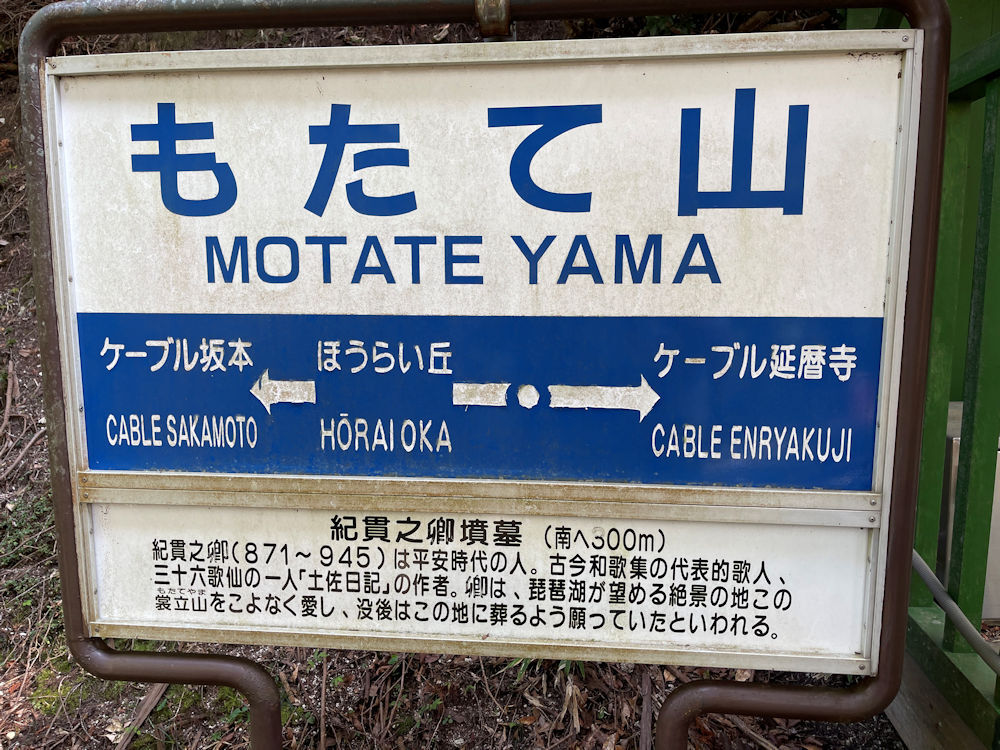 もたて山
MOTATE YAMA
ケーブル坂本 ほうらい丘 ケーブル延暦寺
CABLE SAKAMOTO HŌRAI OKA CABLE ENRYAKUJI
紀貫之卿墳墓 (南へ300m)
紀貫之卿(871〜945)は平安時代の人。古今和歌集の代表的歌人、
三十六歌仙の一人「土佐日記」の作者。卿は、琵琶湖が望める絶景の地この
もたてやま
裳立山をこよなく愛し、没後はこの地に葬るよう願っていたといわれる。